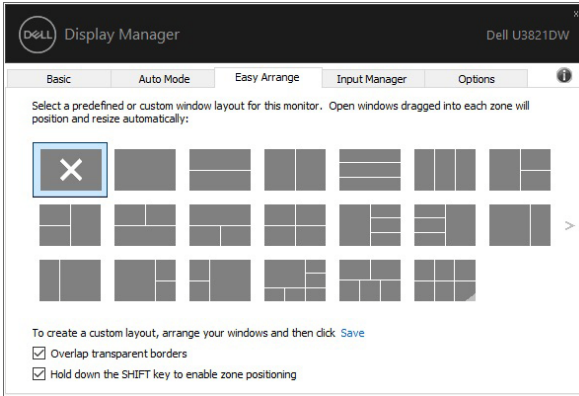 DELL Display Manager
Dell U3821DW
Basic Auto Mode Easy Arrange Input Manager Options
Select a predefined or custom window layout for this monitor. Open windows dragged into each zone will
position and resize automatically:
To create a custom layout, arrange your windows and then click Save
Overlap transparent borders
Hold down the SHIFT key to enable zone positioning